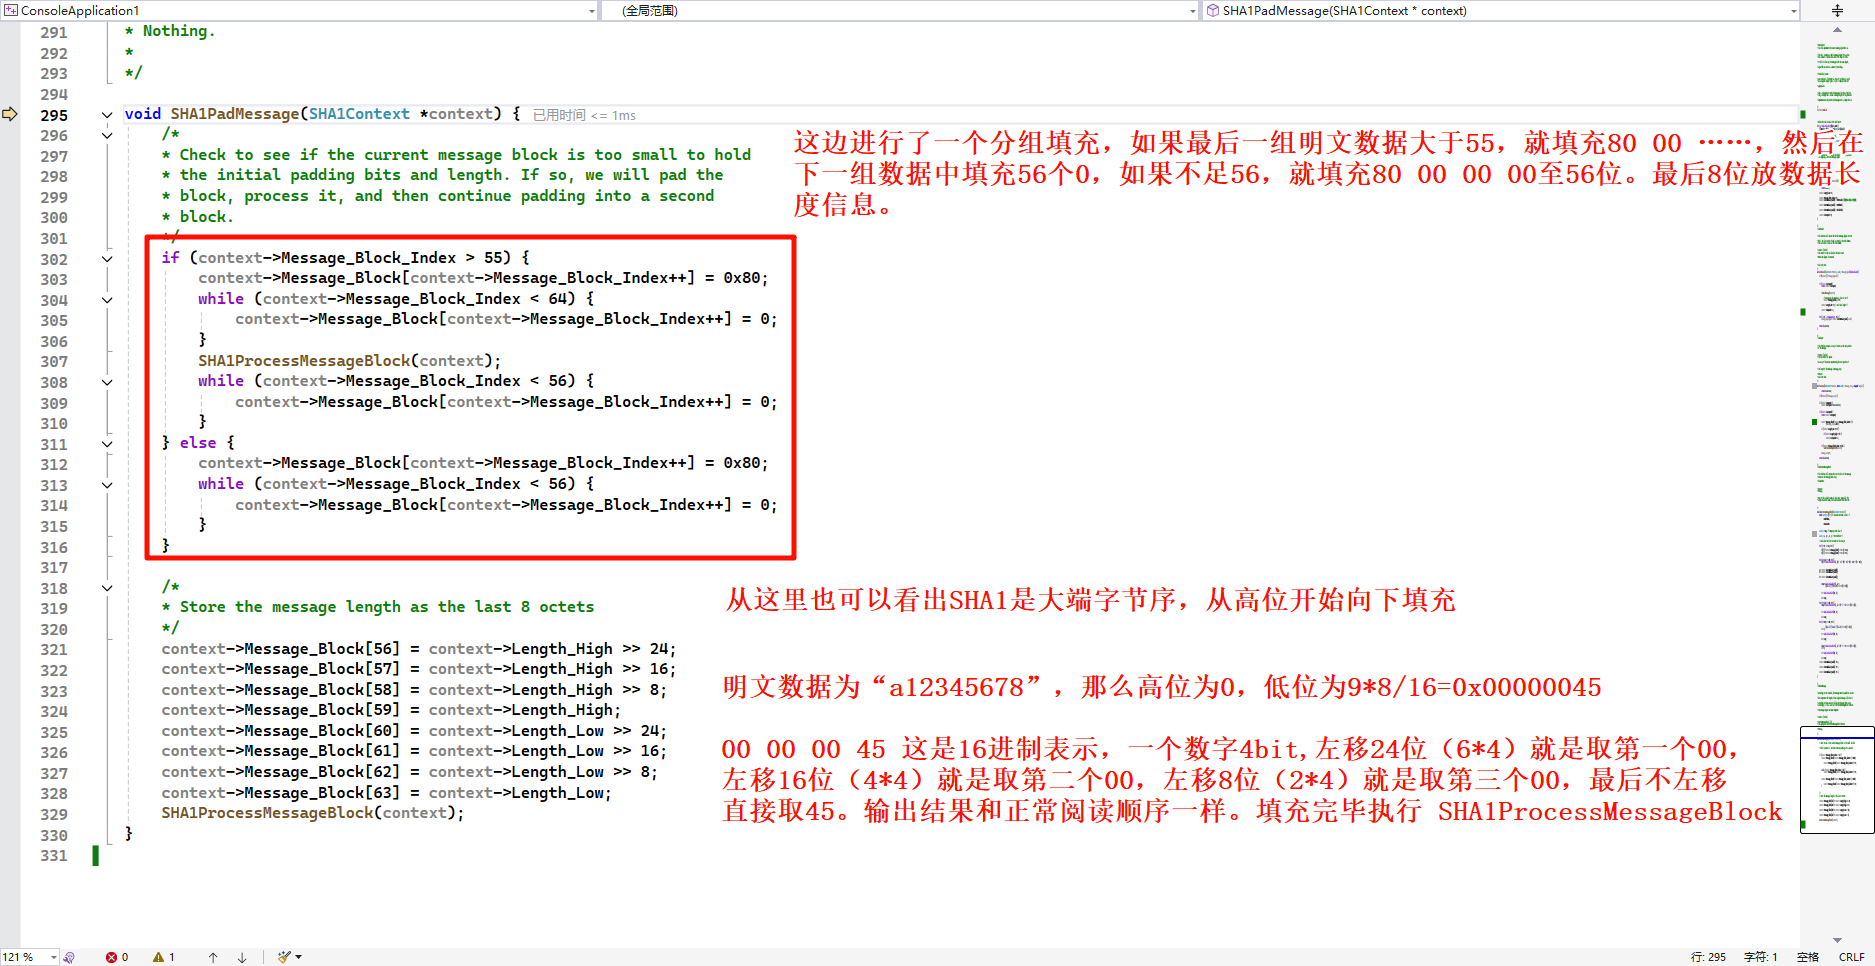 ConsoleApplication1 (全局范围) SHA1PadMessage(SHA1Context * context)
291 * Nothing.
292 *
293 */
294
295 void SHA1PadMessage(SHA1Context *context) { 已用时间 <= 1ms
296 /*
297 * Check to see if the current message block is too small to hold
298 * the initial padding bits and length. If so, we will pad the
299 * block, process it, and then continue padding into a second
300 * block.
301 */
这边进行了一个分组填充，如果最后一组明文数据大于55，就填充80 00 ……，然后在
下一组数据中填充56个0，如果不足56，就填充80 00 00 00至56位。最后8位放数据长
度信息。
302 if (context->Message_Block_Index > 55) {
303 context->Message_Block[context->Message_Block_Index++] = 0x80;
304 while (context->Message_Block_Index < 64) {
305 context->Message_Block[context->Message_Block_Index++] = 0;
306 }
307 SHA1ProcessMessageBlock(context);
308 while (context->Message_Block_Index < 56) {
309 context->Message_Block[context->Message_Block_Index++] = 0;
310 }
311 } else {
312 context->Message_Block[context->Message_Block_Index++] = 0x80;
313 while (context->Message_Block_Index < 56) {
314 context->Message_Block[context->Message_Block_Index++] = 0;
315 }
316 }
317
318 /*
319 * Store the message length as the last 8 octets
320 */
从这里也可以看出SHA1是大端字节序，从高位开始向下填充
321 context->Message_Block[56] = context->Length_High >> 24;
322 context->Message_Block[57] = context->Length_High >> 16;
323 context->Message_Block[58] = context->Length_High >> 8;
324 context->Message_Block[59] = context->Length_High;
325 context->Message_Block[60] = context->Length_Low >> 24;
326 context->Message_Block[61] = context->Length_Low >> 16;
327 context->Message_Block[62] = context->Length_Low >> 8;
328 context->Message_Block[63] = context->Length_Low;
329 SHA1ProcessMessageBlock(context);
330 }
331
明文数据为“a12345678”，那么高位为0，低位为9*8/16=0x00000045
00 00 00 45 这是16进制表示，一个数字4bit,左移24位（6*4）就是取第一个00，
左移16位（4*4）就是取第二个00，左移8位（2*4）就是取第三个00，最后不左移
直接取45。输出结果和正常阅读顺序一样。填充完毕执行 SHA1ProcessMessageBlock
121 % 0 1 行: 295 字符: 1 空格 CRLF